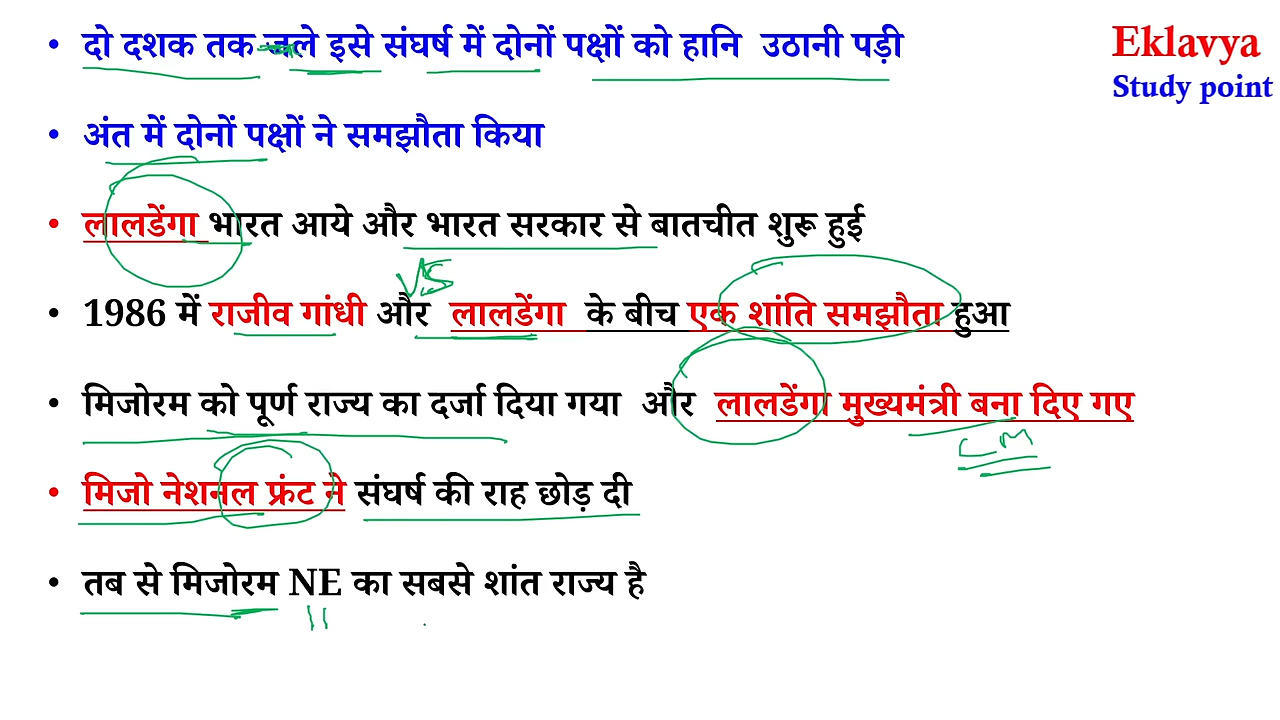 • दो दशक तक चले इसे संघर्ष में दोनों पक्षों को हानि उठानी पड़ी
Eklavya
Study point
• अंत में दोनों पक्षों ने समझौता किया
• लालडेंगा भारत आये और भारत सरकार से बातचीत शुरू हुई
VS
• 1986 में राजीव गांधी और लालडेंगा के बीच एक शांति समझौता हुआ
• मिजोरम को पूर्ण राज्य का दर्जा दिया गया और लालडेंगा मुख्यमंत्री बना दिए गए
CM
• मिजो नेशनल फ्रंट ने संघर्ष की राह छोड़ दी
• तब से मिजोरम NE का सबसे शांत राज्य है